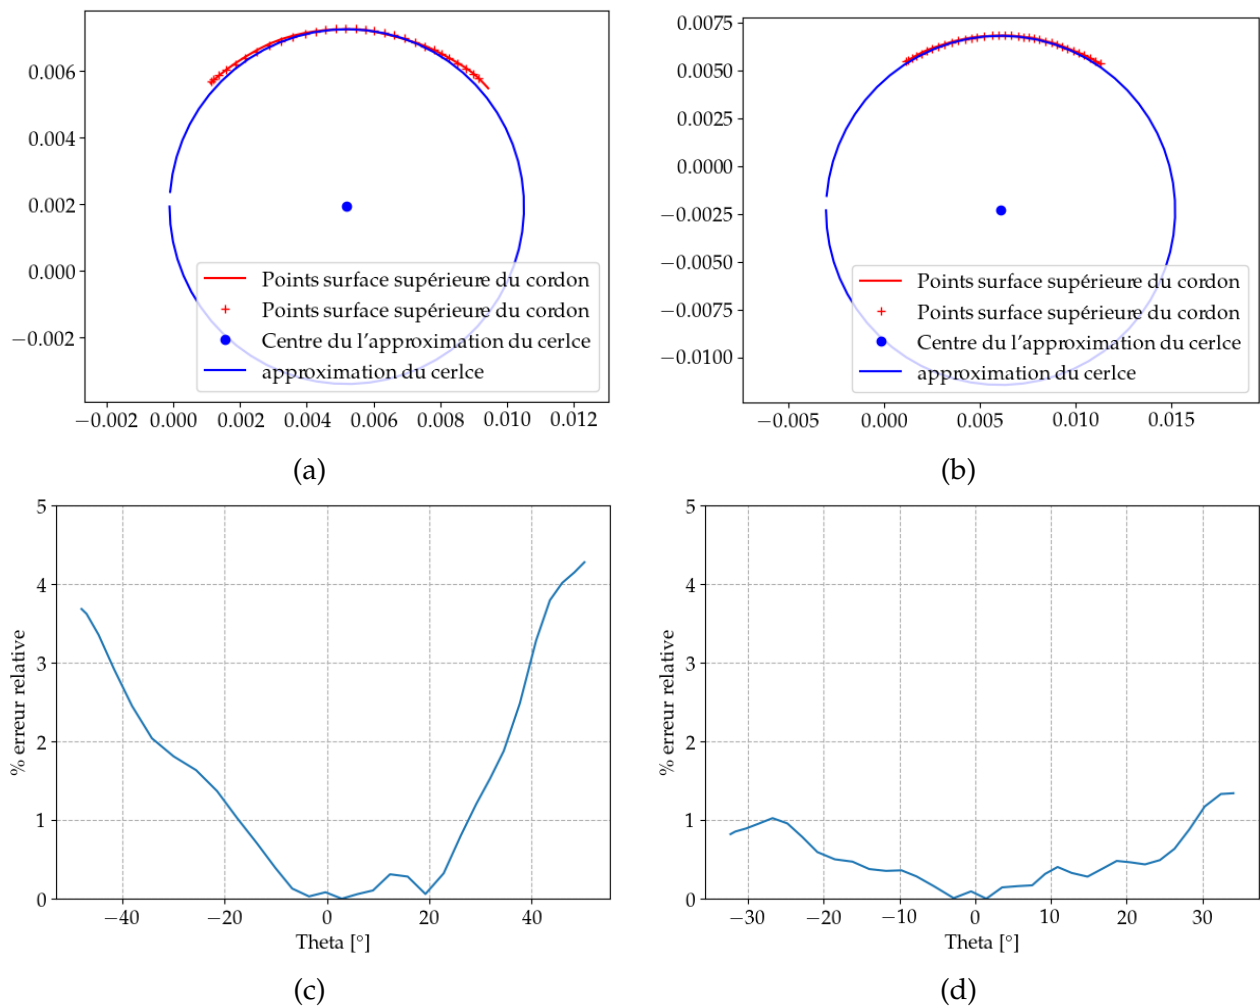 0.006
0.004
0.002
0.000
−0.002
Points surface supérieure du cordon
Points surface supérieure du cordon
Centre du l'approximation du cerlce
approximation du cerlce
−0.002 0.000 0.002 0.004 0.006 0.008 0.010 0.012
(a)
0.0075
0.0050
0.0025
0.0000
−0.0025
−0.0050
−0.0075
−0.0100
Points surface supérieure du cordon
Points surface supérieure du cordon
Centre du l'approximation du cerlce
approximation du cerlce
−0.005 0.000 0.005 0.010 0.015
(b)
5
4
3
2
1
0
% erreur relative
−40 −20 0 20 40
Theta [°]
(c)
5
4
3
2
1
0
% erreur relative
−30 −20 −10 0 10 20 30
Theta [°]
(d)